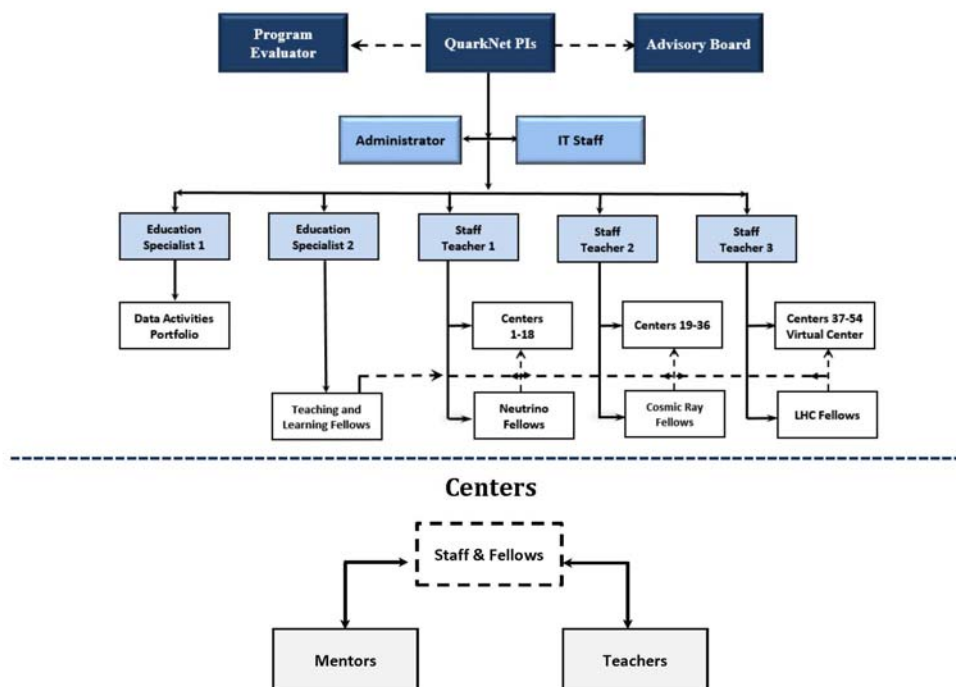 Program
Evaluator
QuarkNet PIs
Advisory Board
Administrator
IT Staff
Education
Specialist 1
Education
Specialist 2
Staff
Teacher 1
Staff
Teacher 2
Staff
Teacher 3
Data Activities
Portfolio
Centers
1-18
Centers 19-36
Centers 37-54
Virtual Center
Teaching and
Learning Fellows
Neutrino
Fellows
Cosmic Ray
Fellows
LHC Fellows
Centers
Staff & Fellows
Mentors
Teachers